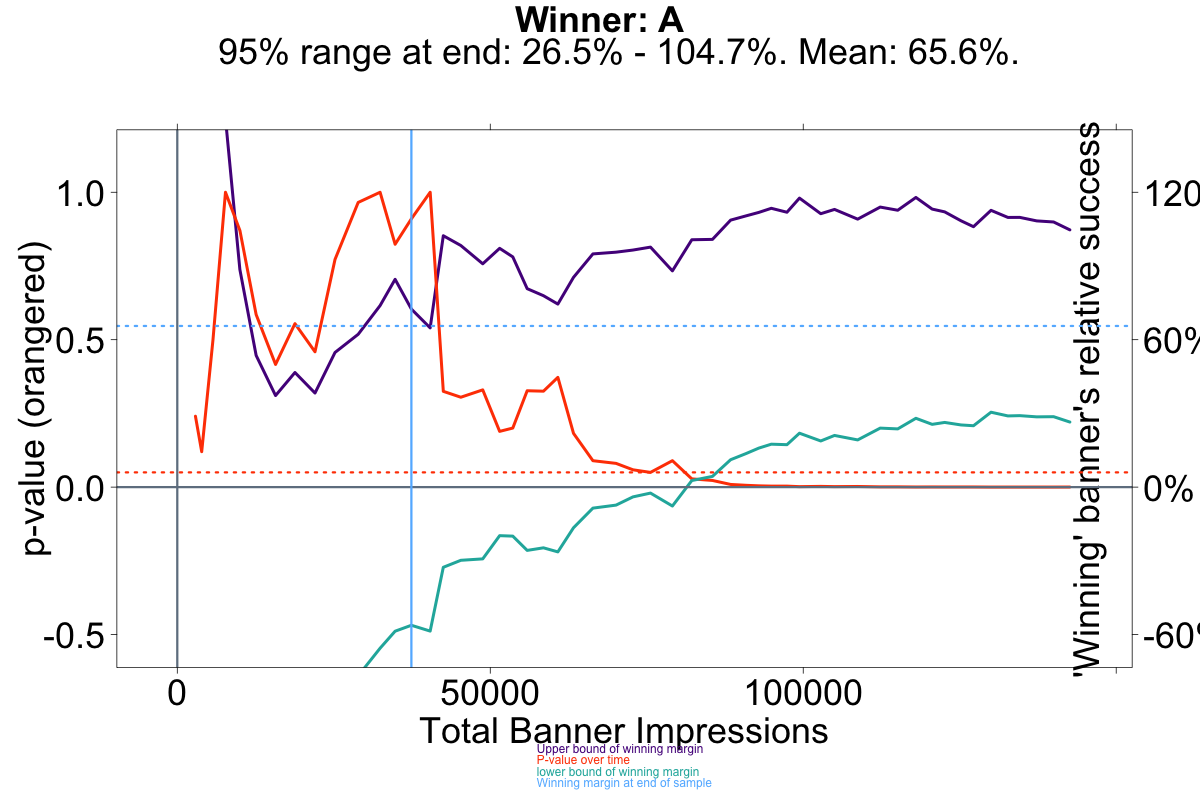 Winner: A
95% range at end: 26.5% - 104.7%. Mean: 65.6%.
p-value (orangered)
1.0
0.5
0.0
-0.5
120
60%
0%
-60%
'Winning' banner's relative success
0
50000
100000
Total Banner Impressions
Upper bound of winning margin
P-value over time
lower bound of winning margin
Winning margin at end of sample